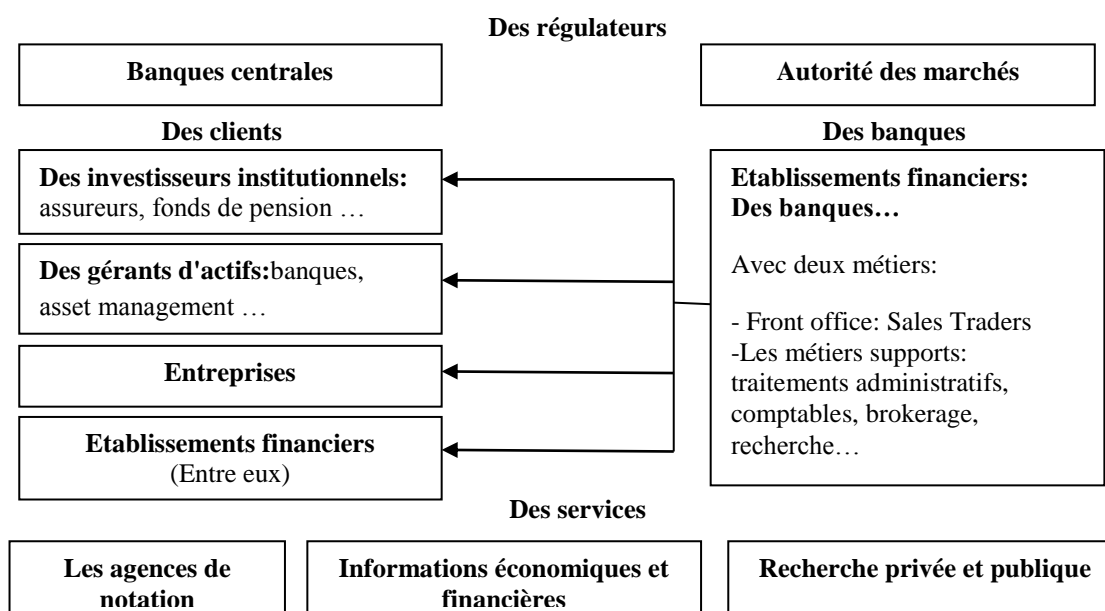 Des régulateurs
Banques centrales
Autorité des marchés
Des clients
Des banques
Des investisseurs institutionnels:
assureurs, fonds de pension …
Des gérants d'actifs:banques,
asset management …
Entreprises
Etablissements financiers
(Entre eux)
Etablissements financiers:
Des banques…
Avec deux métiers:
- Front office: Sales Traders
-Les métiers supports:
traitements administratifs,
comptables, brokerage,
recherche…
Des services
Les agences de
notation
Informations économiques et
financières
Recherche privée et publique